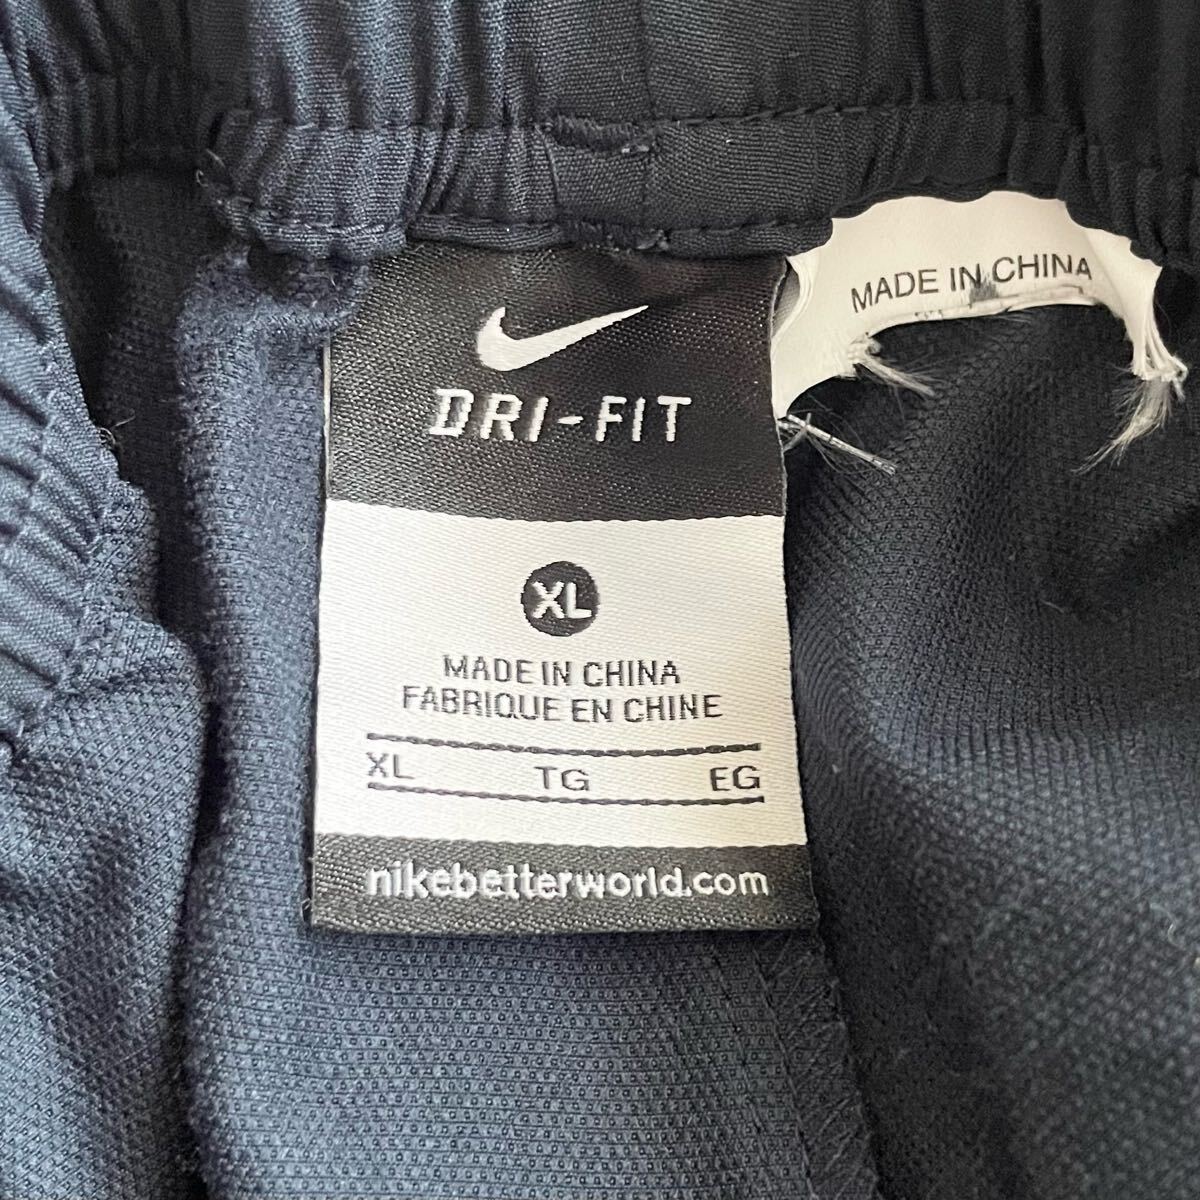 MADE IN CHINA
DRI-FIT
XL
MADE IN CHINA
FABRIQUE EN CHINE
XL TG EG
nikebetterworld.com